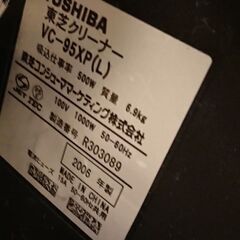 TOSHIBA
東芝クリーナー
VC-95XP(L)
吸込仕事率 500W 質量 6.9kg
東芝コンシューママーケティング株式会社
100V 1000W 50-60Hz
製造番号 R303089
2006 年製
MADE IN CHINA
15A